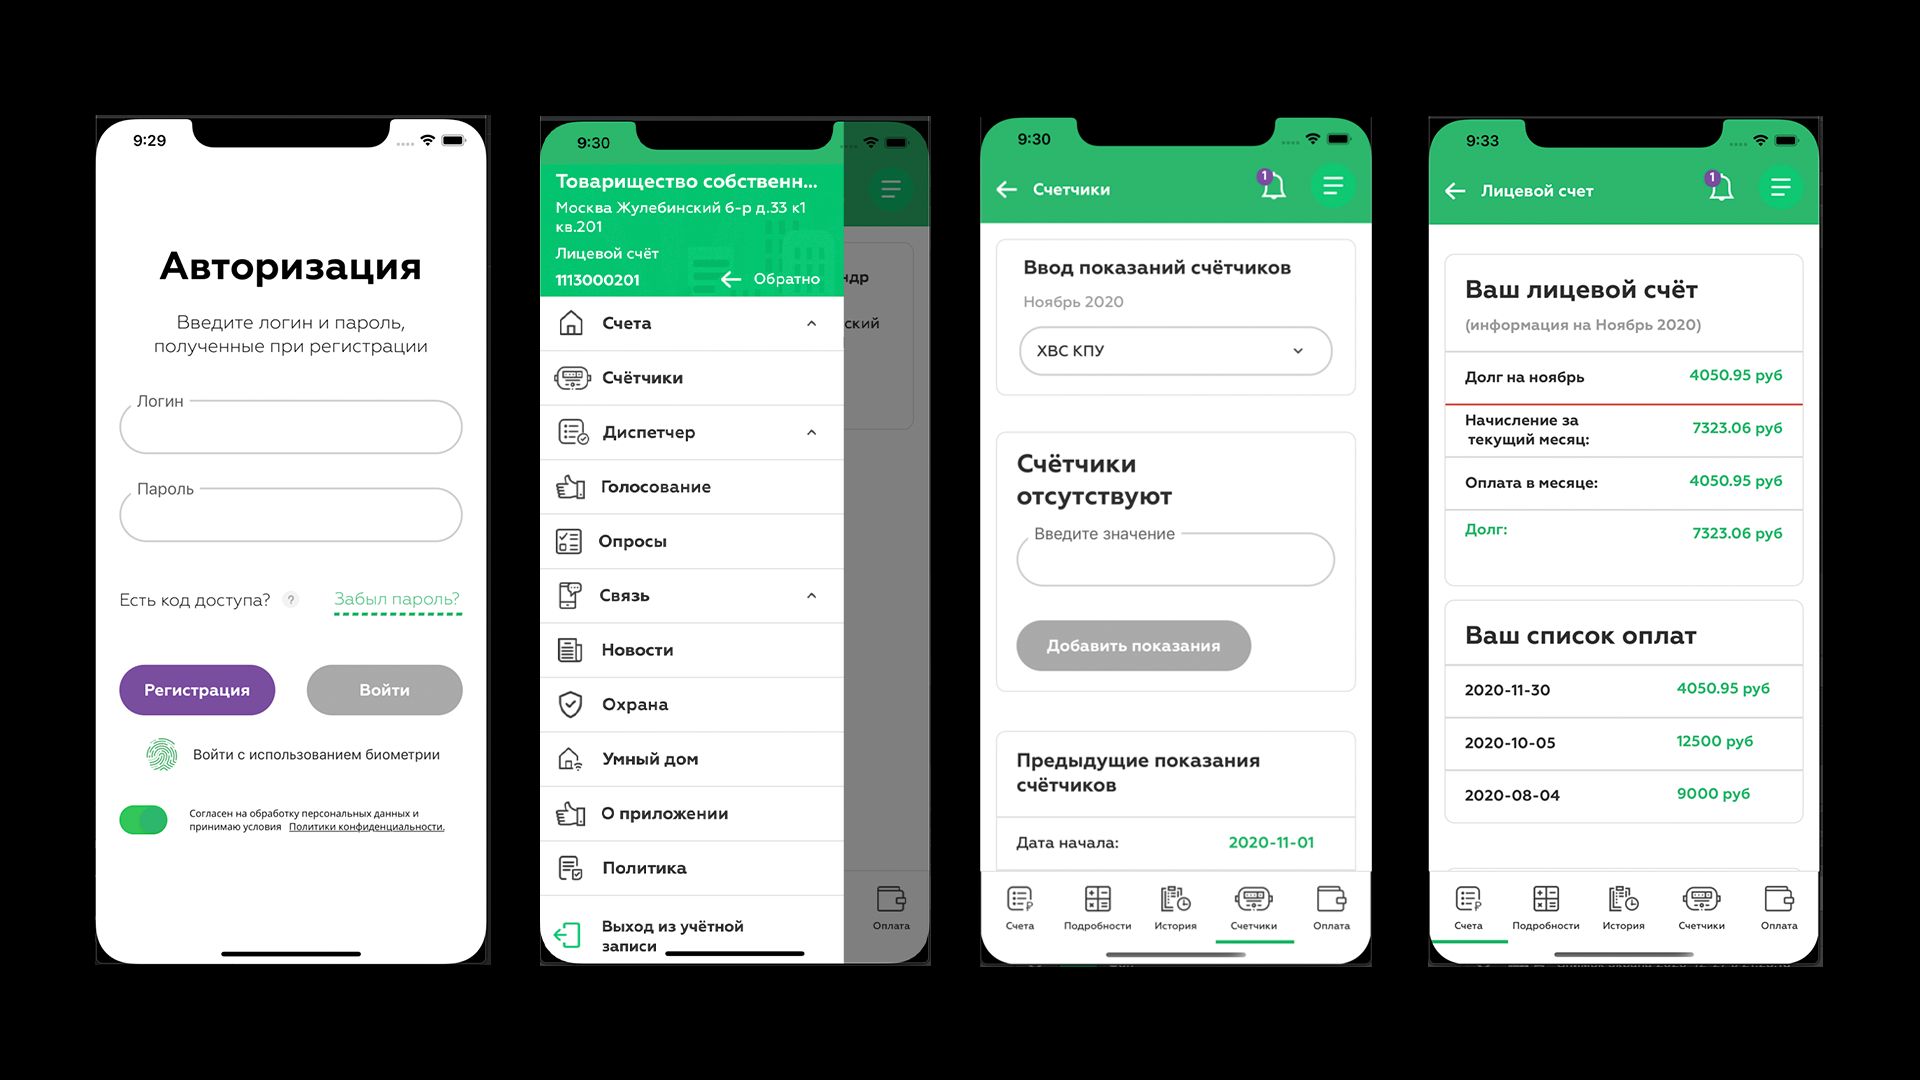 9:29
Авторизация
Введите логин и пароль,
полученные при регистрации
Логин
Пароль
Есть код доступа? ?
Забыл пароль?
Регистрация
Войти
Войти с использованием биометрии
Согласен на обработку персональных данных и
принимаю условия Политики конфиденциальности.
9:30
Товарищество собственн...
Москва Жулебинский б-р д.33 к1
кв.201
Лицевой счёт
1113000201
Обратно
Счета
Счётчики
Диспетчер
Голосование
Опросы
Связь
Новости
Охрана
Умный дом
О приложении
Политика
Выход из учётной
записи
ндр
ский
Оплата
9:30
Счетчики
1
Ввод показаний счётчиков
Ноябрь 2020
ХВС КПУ
Счётчики
отсутствуют
Введите значение
Добавить показания
Предыдущие показания
счётчиков
Дата начала: 2020-11-01
Счета
Подробности
История
Счетчики
Оплата
9:33
Лицевой счет
1
Ваш лицевой счёт
(информация на Ноябрь 2020)
Долг на ноябрь 4050.95 руб
Начисление за
текущий месяц: 7323.06 руб
Оплата в месяце: 4050.95 руб
Долг: 7323.06 руб
Ваш список оплат
2020-11-30 4050.95 руб
2020-10-05 12500 руб
2020-08-04 9000 руб
Счета
Подробности
История
Счетчики
Оплата